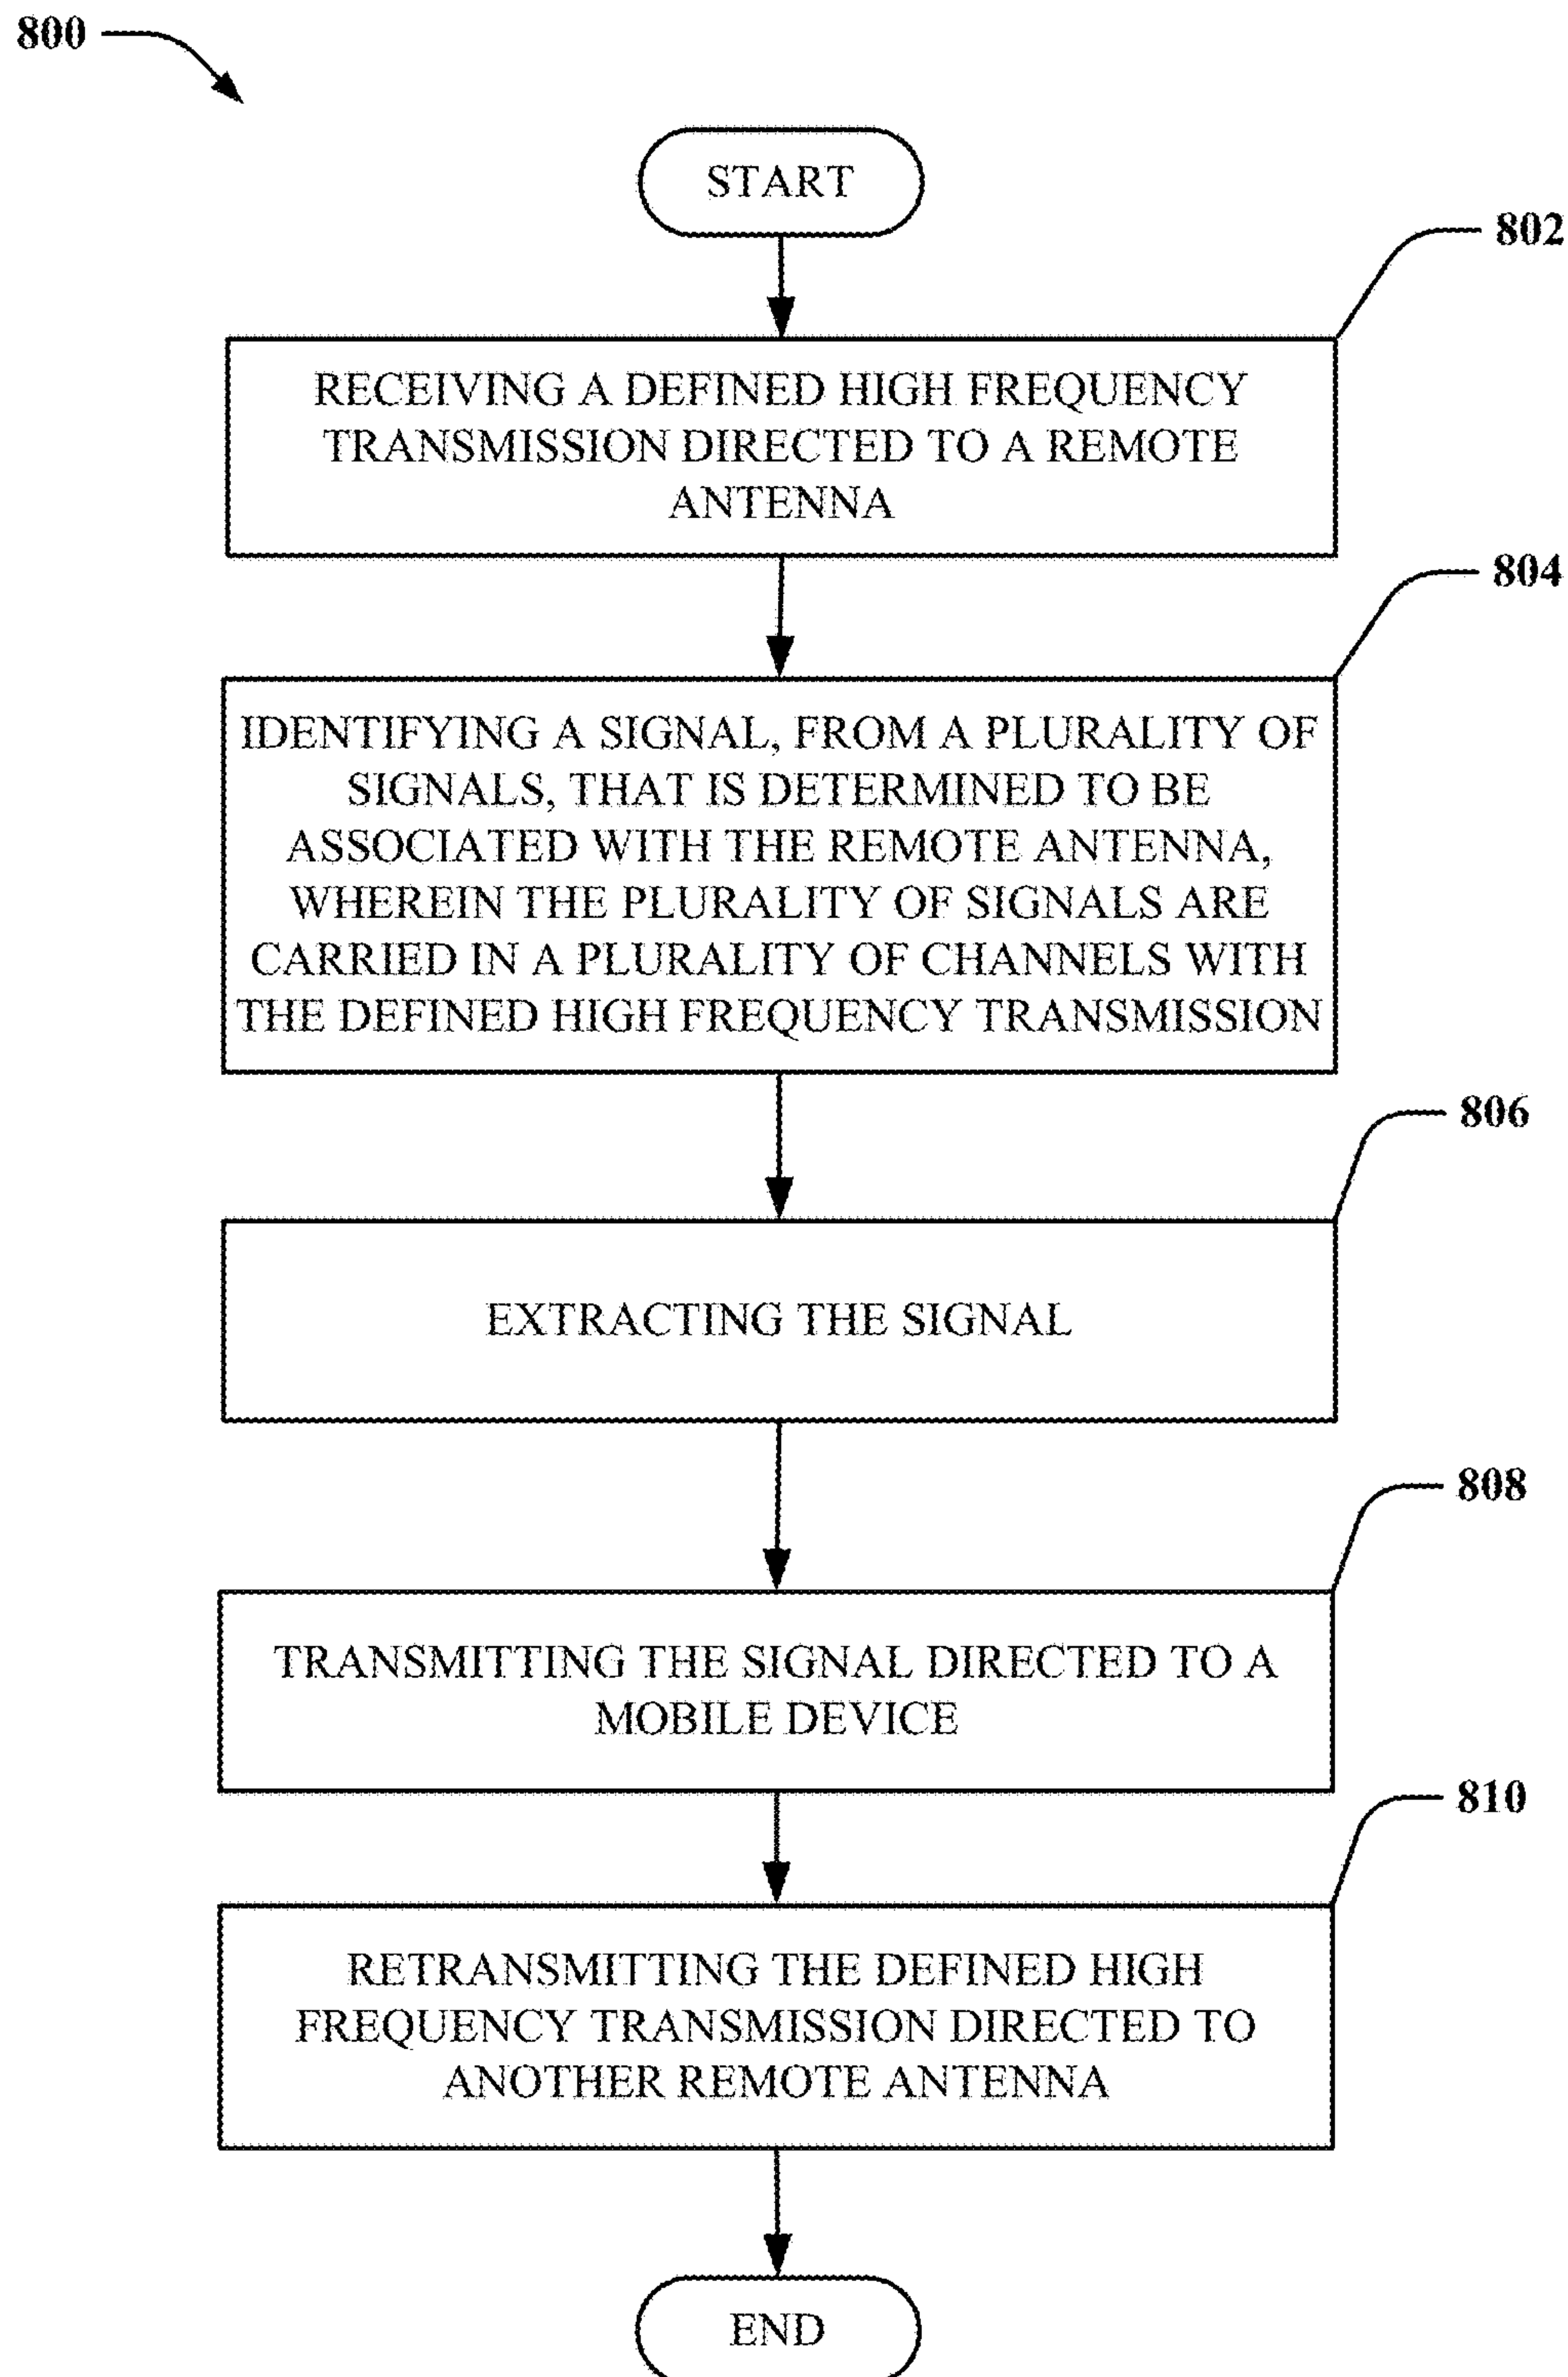 800
START
802
RECEIVING A DEFINED HIGH FREQUENCY
TRANSMISSION DIRECTED TO A REMOTE
ANTENNA
804
IDENTIFYING A SIGNAL, FROM A PLURALITY OF
SIGNALS, THAT IS DETERMINED TO BE
ASSOCIATED WITH THE REMOTE ANTENNA,
WHEREIN THE PLURALITY OF SIGNALS ARE
CARRIED IN A PLURALITY OF CHANNELS WITH
THE DEFINED HIGH FREQUENCY TRANSMISSION
806
EXTRACTING THE SIGNAL
808
TRANSMITTING THE SIGNAL DIRECTED TO A
MOBILE DEVICE
810
RETRANSMITTING THE DEFINED HIGH
FREQUENCY TRANSMISSION DIRECTED TO
ANOTHER REMOTE ANTENNA
END